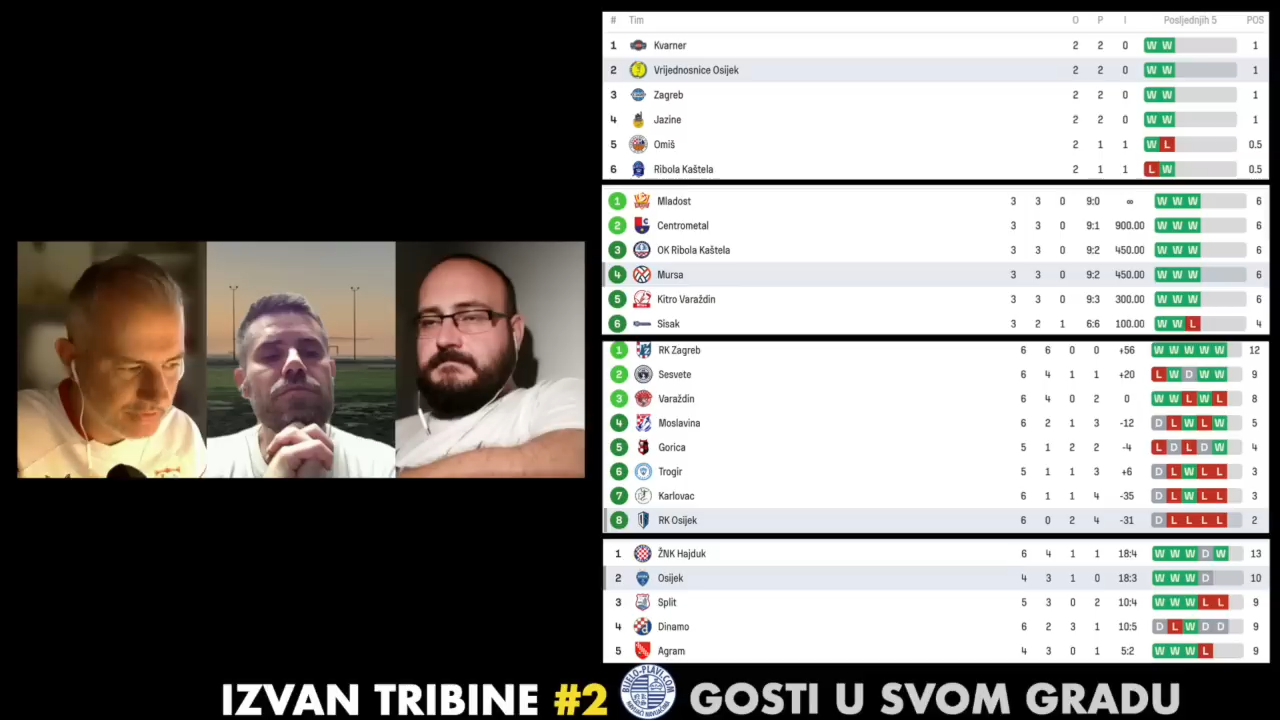 # Tim O P I Posljednjih 5 POS
1 Kvarner 2 2 0 W W 1
2 Vrijednosnice Osijek 2 2 0 W W 1
3 Zagreb 2 2 0 W W 1
4 Jazine 2 2 0 W W 1
5 Omiš 2 1 1 W L 0.5
6 Ribola Kaštela 2 1 1 L W 0.5
1 Mladost 3 3 0 9:0 ∞ W W W 6
2 Centrometal 3 3 0 9:1 900.00 W W W 6
3 OK Ribola Kaštela 3 3 0 9:2 450.00 W W W 6
4 Mursa 3 3 0 9:2 450.00 W W W 6
5 Kitro Varaždin 3 3 0 9:3 300.00 W W W 6
6 Sisak 3 2 1 6:6 100.00 W W L 4
1 RK Zagreb 6 6 0 0 +56 W W W W W 12
2 Sesvete 6 4 1 1 +20 L W D W W 9
3 Varaždin 6 4 0 2 0 W W L W L 8
4 Moslavina 6 2 1 3 -12 D L W L W 5
5 Gorica 5 1 2 2 -4 L D L D W 4
6 Trogir 5 1 1 3 +6 D L W L L 3
7 Karlovac 6 1 1 4 -35 D L W L L 3
8 RK Osijek 6 0 2 4 -31 D L L L L 2
1 ŽNK Hajduk 6 4 1 1 18:4 W W W D W 13
2 Osijek 4 3 1 0 18:3 W W W D 10
3 Split 5 3 0 2 10:4 W W W L L 9
4 Dinamo 6 2 3 1 10:5 D L W D D 9
5 Agram 4 3 0 1 5:2 W W W L 9
IZVAN TRIBINE #2 BIJELO-PLAVI.COM GOSTI U SVOM GRADU